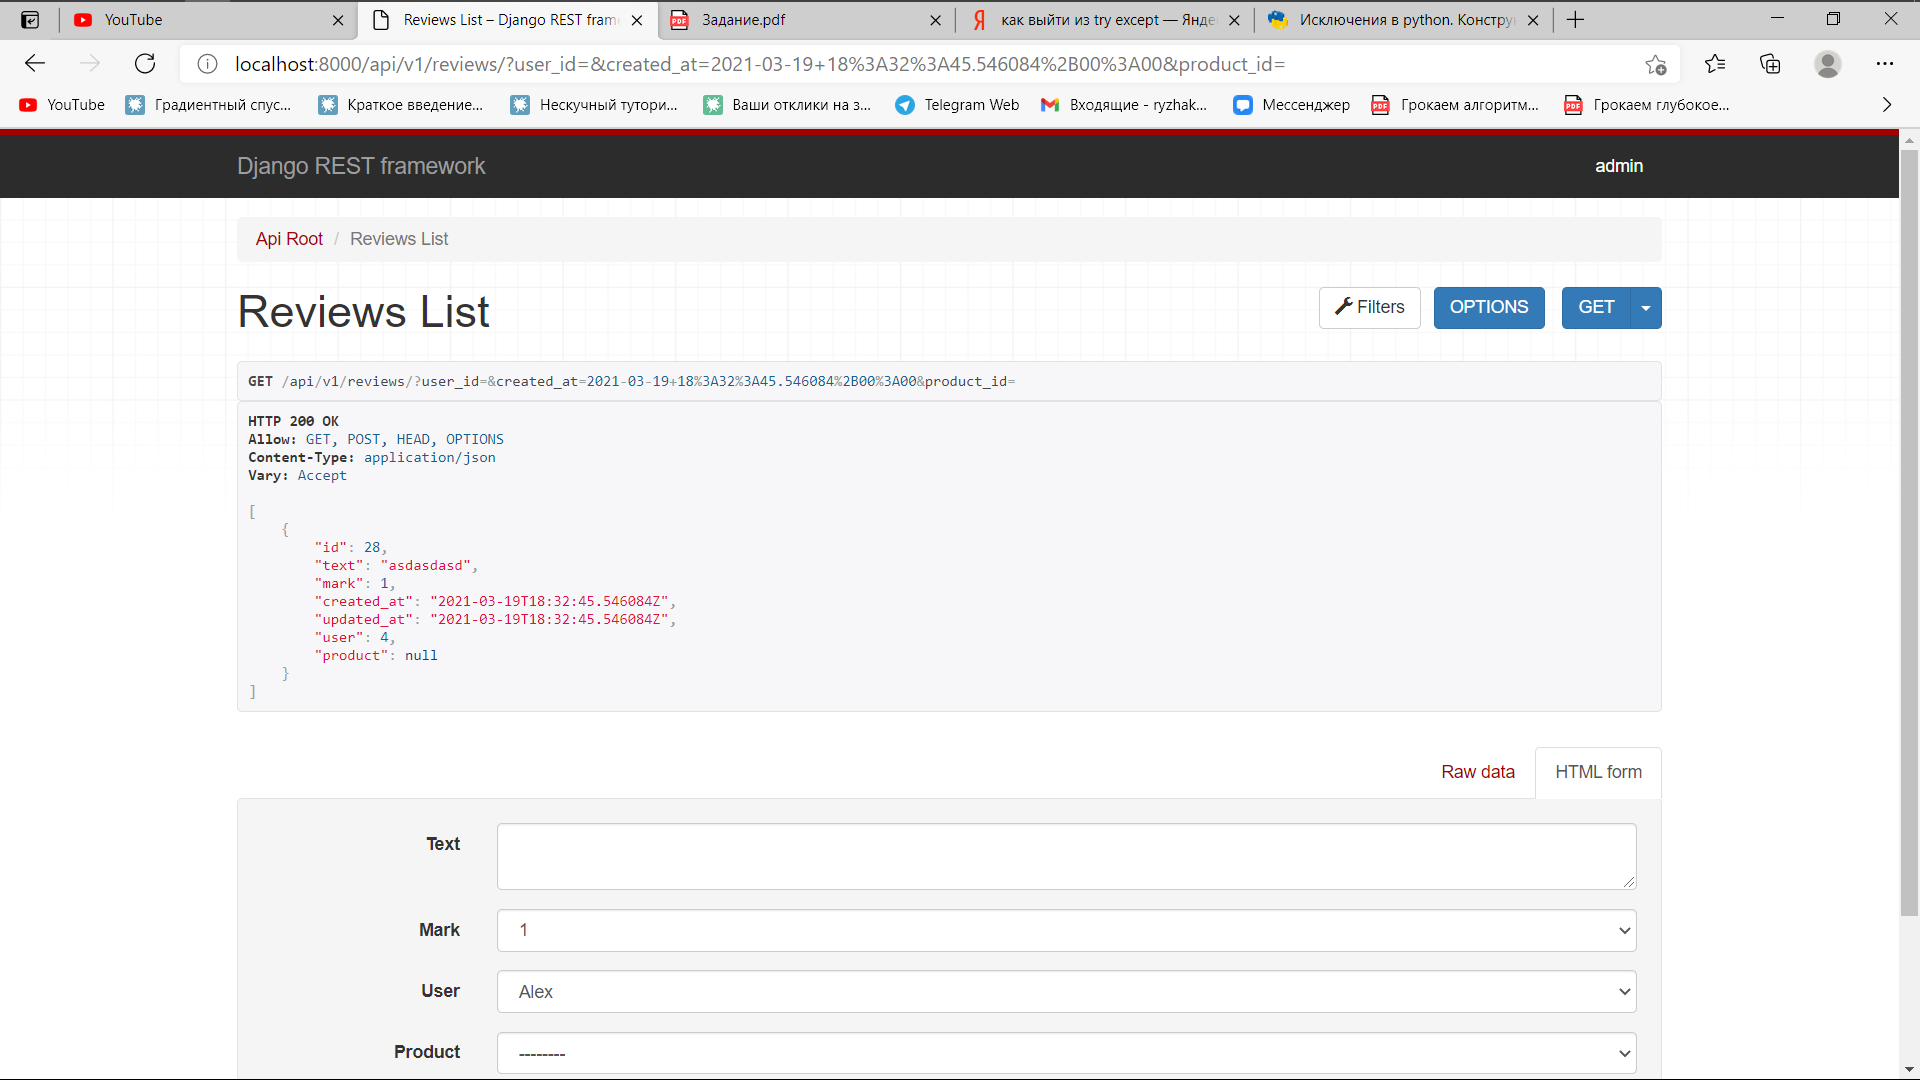 YouTube
Reviews List – Django REST fram
Задание.pdf
как выйти из try except — Янде
Исключения в python. Констру
localhost:8000/api/v1/reviews/?user_id=&created_at=2021-03-19+18%3A32%3A45.546084%2B00%3A00&product_id=
YouTube
Градиентный спус...
Краткое введение...
Нескучный тутори...
Ваши отклики на з...
Telegram Web
Входящие - ryzhak...
Мессенджер
Грокаем алгоритм...
Грокаем глубокое...
Django REST framework
admin
Api Root / Reviews List
Reviews List
Filters
OPTIONS
GET
GET /api/v1/reviews/?user_id=&created_at=2021-03-19+18%3A32%3A45.546084%2B00%3A00&product_id=
HTTP 200 OK
Allow: GET, POST, HEAD, OPTIONS
Content-Type: application/json
Vary: Accept
[
{
"id": 28,
"text": "asdasdasd",
"mark": 1,
"created_at": "2021-03-19T18:32:45.546084Z",
"updated_at": "2021-03-19T18:32:45.546084Z",
"user": 4,
"product": null
}
]
Raw data
HTML form
Text
Mark
1
User
Alex
Product
--------